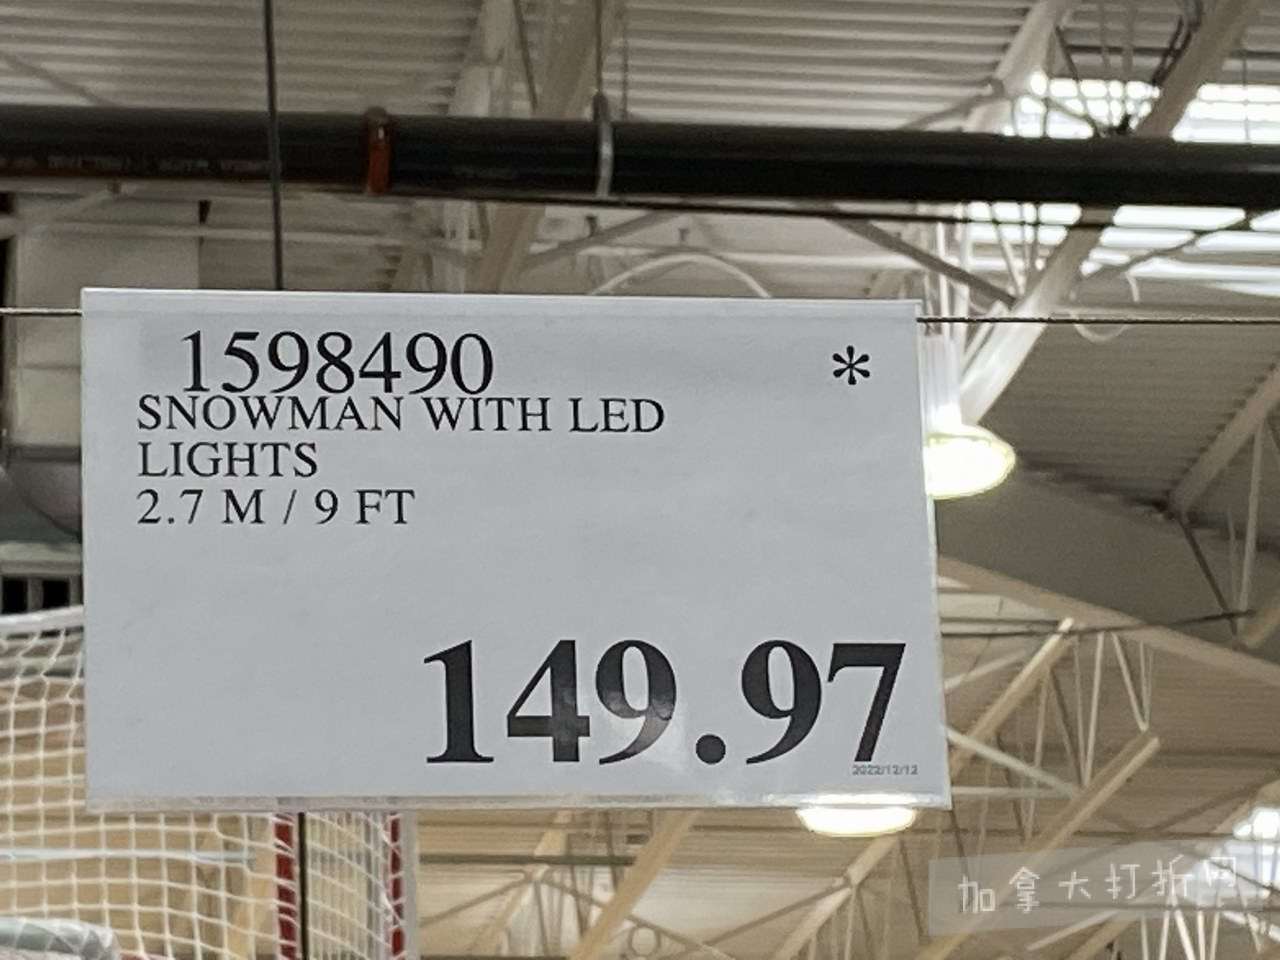 1598490 *
SNOWMAN WITH LED
LIGHTS
2.7 M / 9 FT
149.97
2022/12/12
加拿大打折网